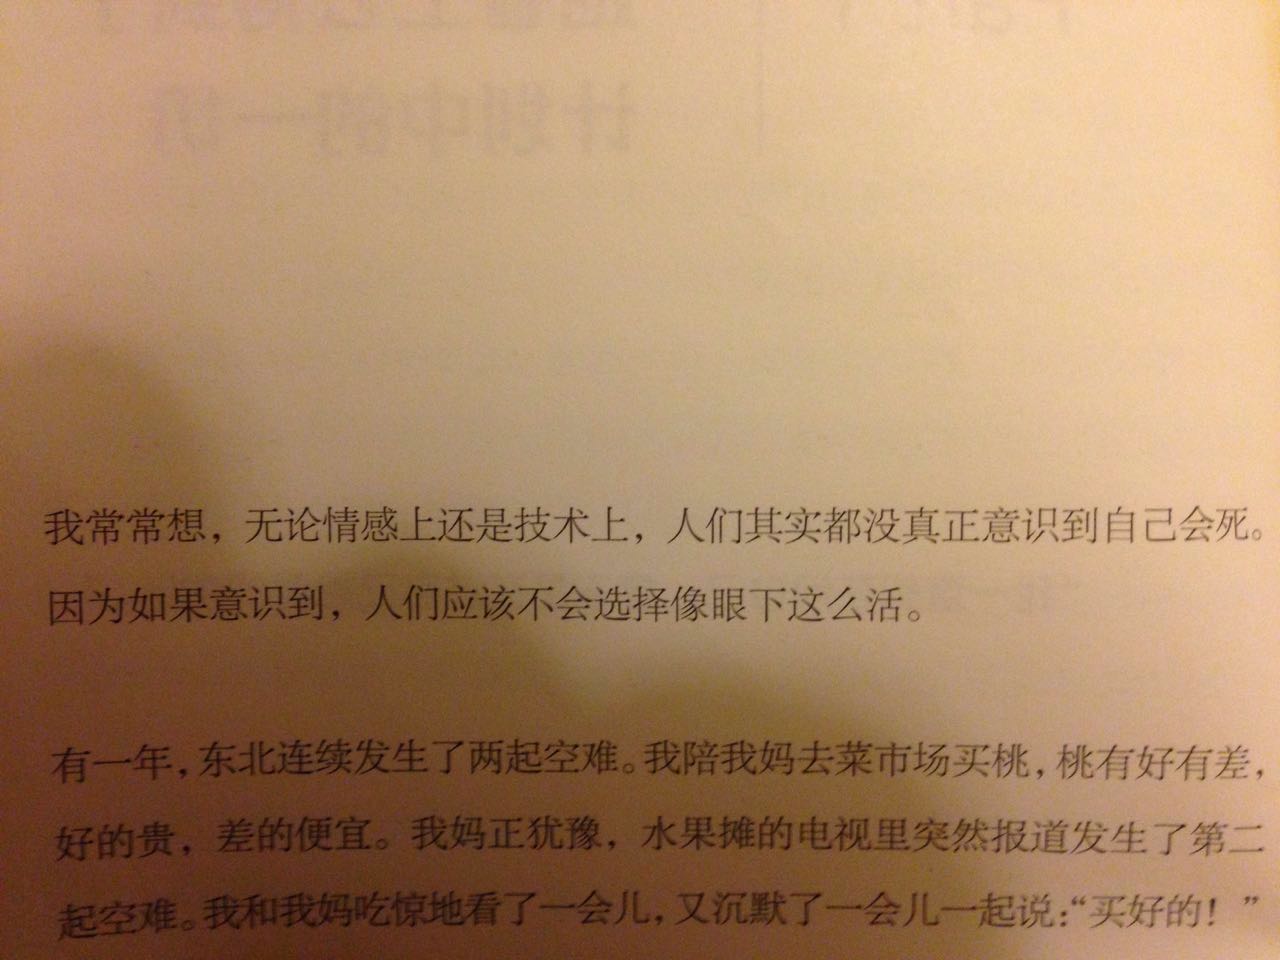 计划中的一切
我常常想，无论情感上还是技术上，人们其实都没真正意识到自己会死。
因为如果意识到，人们应该不会选择像眼下这么活。
有一年，东北连续发生了两起空难。我陪我妈去菜市场买桃，桃有好有差，
好的贵，差的便宜。我妈正犹豫，水果摊的电视里突然报道发生了第二
起空难。我和我妈吃惊地看了一会儿，又沉默了一会儿一起说：“买好的！”